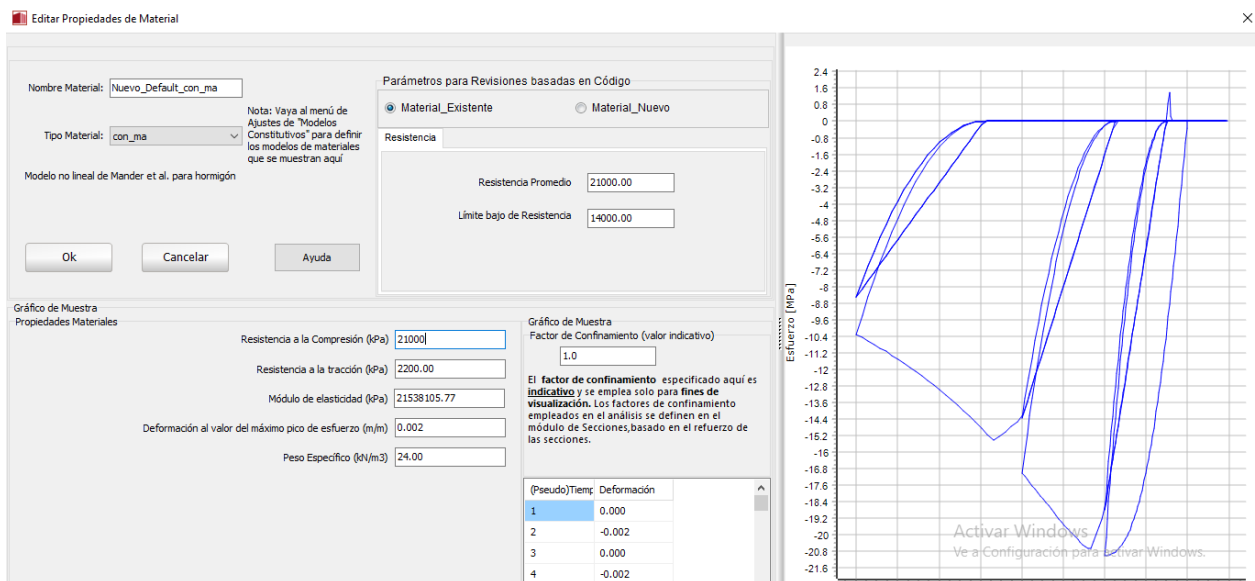 Editar Propiedades de Material
Nombre Material: Nuevo_Default_con_ma
Tipo Material: con_ma
Nota: Vaya al menú de
Ajustes de "Modelos
Constitutivos" para definir
los modelos de materiales
que se muestran aquí
Modelo no lineal de Mander et al. para hormigón
Ok Cancelar Ayuda
Parámetros para Revisiones basadas en Código
Material_Existente Material_Nuevo
Resistencia
Resistencia Promedio 21000.00
Límite bajo de Resistencia 14000.00
Gráfico de Muestra
Propiedades Materiales
Resistencia a la Compresión (kPa) 21000
Resistencia a la tracción (kPa) 2200.00
Módulo de elasticidad (kPa) 21538105.77
Deformación al valor del máximo pico de esfuerzo (m/m) 0.002
Peso Específico (kN/m3) 24.00
Gráfico de Muestra
Factor de Confinamiento (valor indicativo)
1.0
El factor de confinamiento especificado aquí es
indicativo y se emplea solo para fines de
visualización. Los factores de confinamiento
empleados en el análisis se definen en el
módulo de Secciones,basado en el refuerzo de
las secciones.
(Pseudo)Tiemp Deformación
1 0.000
2 -0.002
3 0.000
4 -0.002
Esfuerzo [MPa]
2.4
1.6
0.8
0
-0.8
-1.6
-2.4
-3.2
-4
-4.8
-5.6
-6.4
-7.2
-8
-8.8
-9.6
-10.4
-11.2
-12
-12.8
-13.6
-14.4
-15.2
-16
-16.8
-17.6
-18.4
-19.2
-20
-20.8
-21.6
Activar Windows
Ve a Configuración para activar Windows.